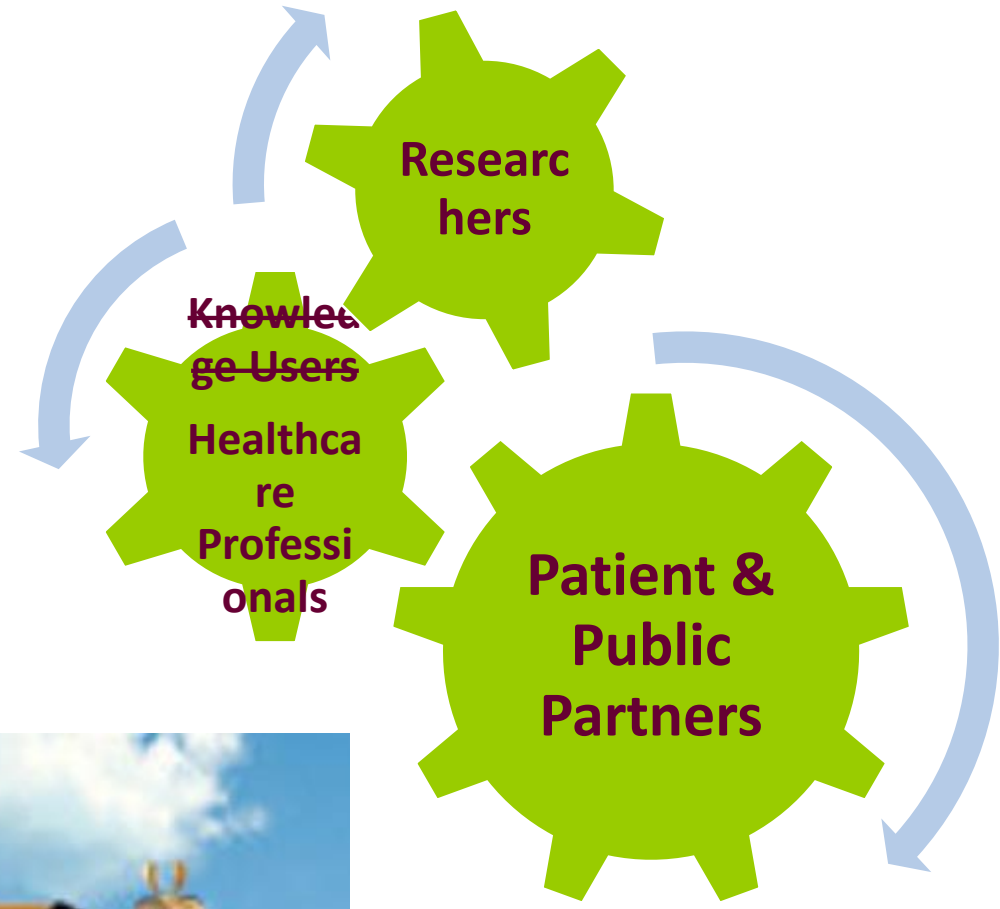 Researc
hers
Knowled
ge Users
Healthca
re
Professi
onals
Patient &
Public
Partners